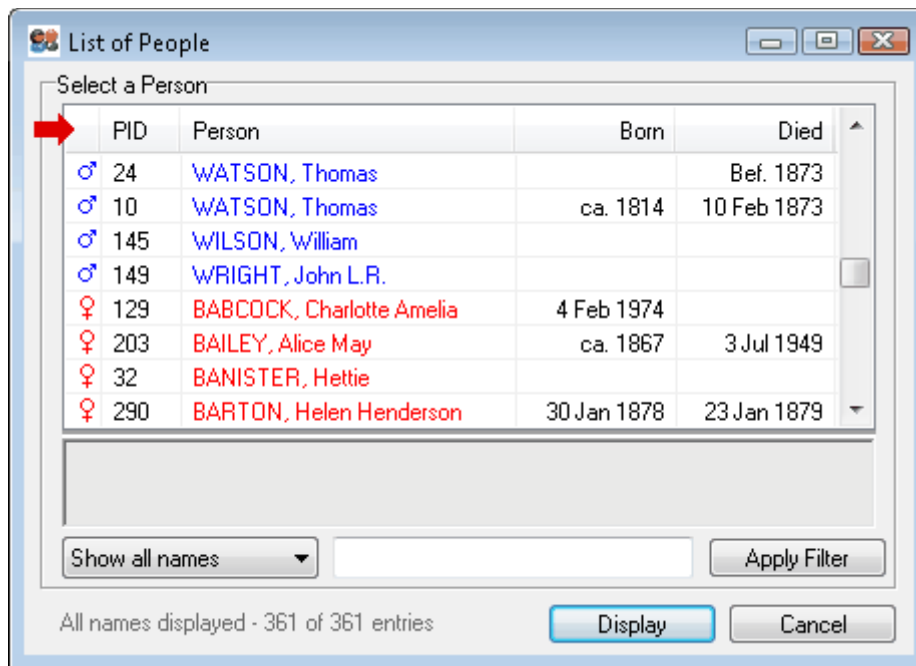 List of People
Select a Person
PID Person Born Died
♂ 24 WATSON, Thomas Bef. 1873
♂ 10 WATSON, Thomas ca. 1814 10 Feb 1873
♂ 145 WILSON, William
♂ 149 WRIGHT, John L.R.
♀ 129 BABCOCK, Charlotte Amelia 4 Feb 1974
♀ 203 BAILEY, Alice May ca. 1867 3 Jul 1949
♀ 32 BANISTER, Hettie
♀ 290 BARTON, Helen Henderson 30 Jan 1878 23 Jan 1879
Show all names Apply Filter
All names displayed - 361 of 361 entries Display Cancel